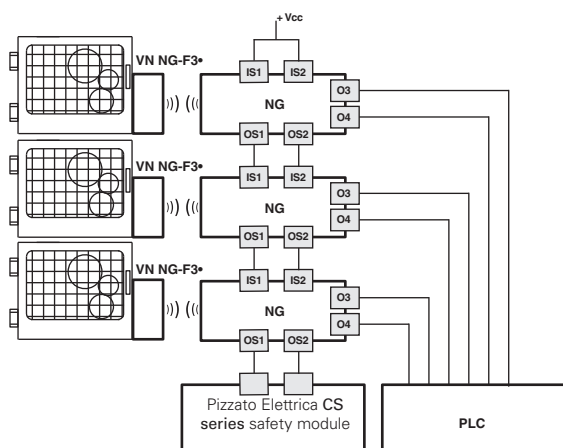 + Vcc
VN NG-F3•
IS1 IS2
NG
O3
O4
OS1 OS2
VN NG-F3•
IS1 IS2
NG
O3
O4
OS1 OS2
VN NG-F3•
IS1 IS2
NG
O3
O4
OS1 OS2
Pizzato Elettrica CS
series safety module
PLC